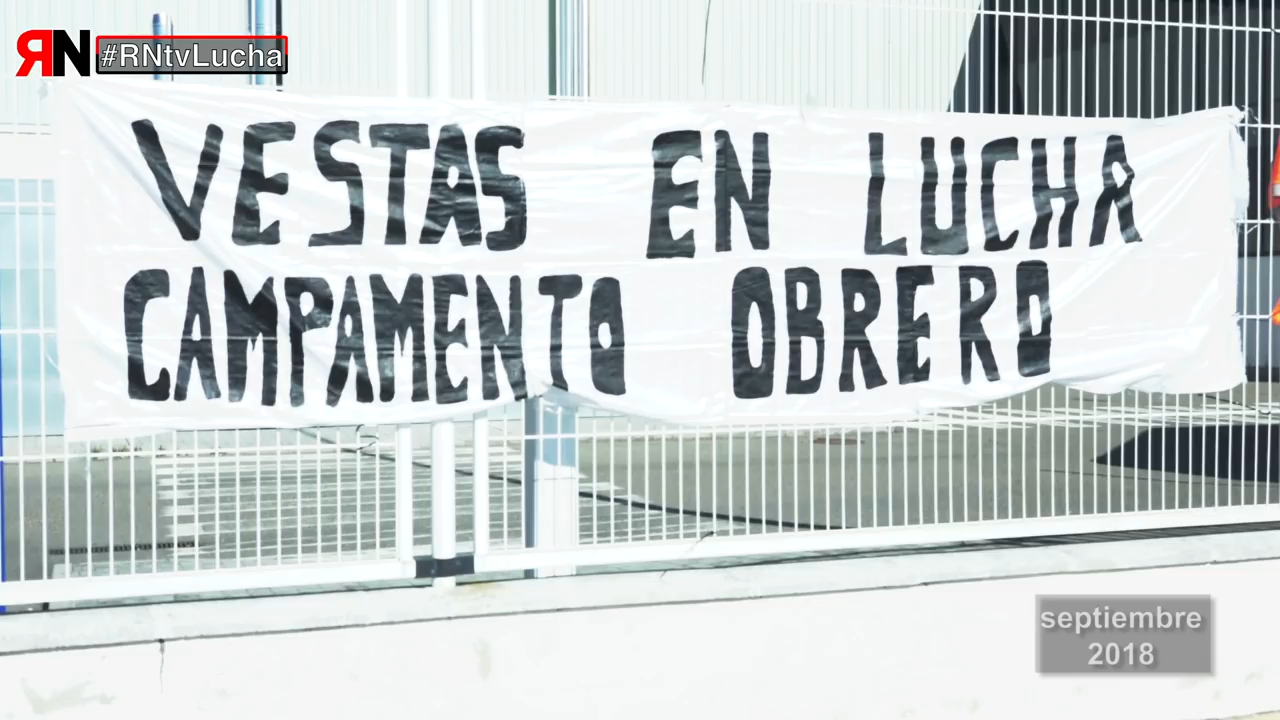 RN #RNtvLucha
VESTAS EN LUCHA
CAMPAMENTO OBRERO
septiembre
2018